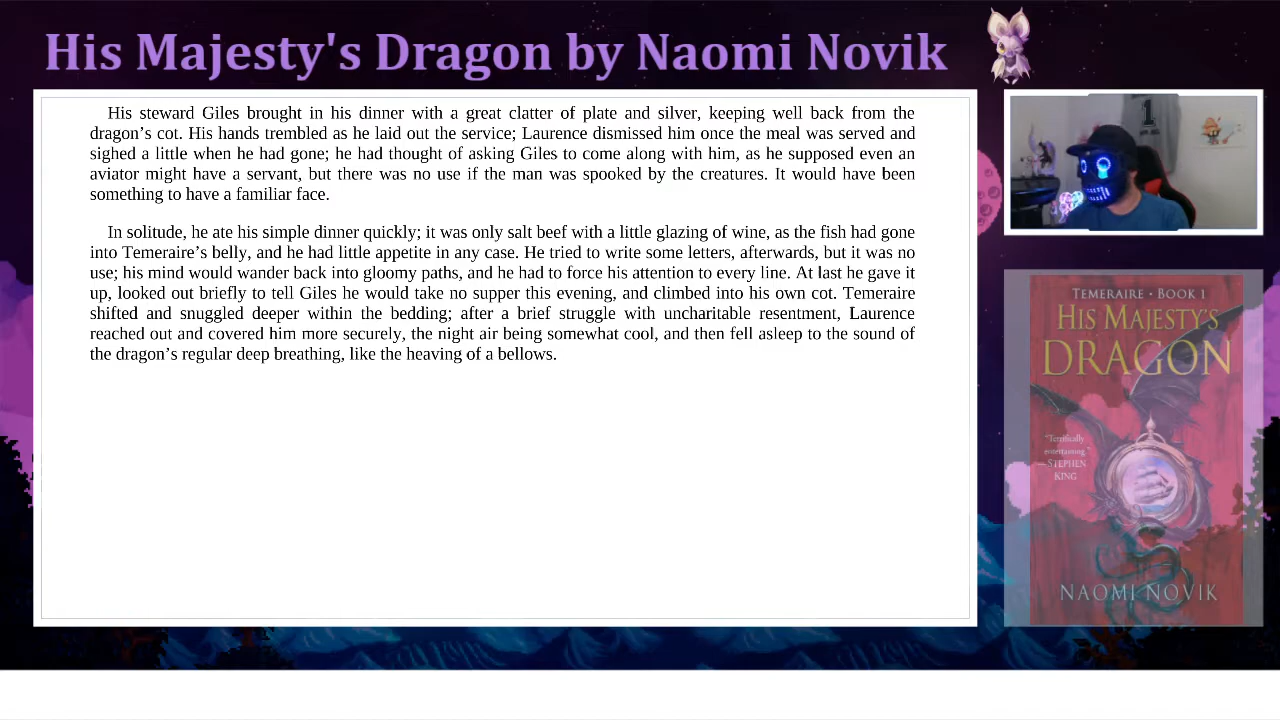 His Majesty's Dragon by Naomi Novik
His steward Giles brought in his dinner with a great clatter of plate and silver, keeping well back from the
dragon’s cot. His hands trembled as he laid out the service; Laurence dismissed him once the meal was served and
sighed a little when he had gone; he had thought of asking Giles to come along with him, as he supposed even an
aviator might have a servant, but there was no use if the man was spooked by the creatures. It would have been
something to have a familiar face.
In solitude, he ate his simple dinner quickly; it was only salt beef with a little glazing of wine, as the fish had gone
into Temeraire’s belly, and he had little appetite in any case. He tried to write some letters, afterwards, but it was no
use; his mind would wander back into gloomy paths, and he had to force his attention to every line. At last he gave it
up, looked out briefly to tell Giles he would take no supper this evening, and climbed into his own cot. Temeraire
shifted and snuggled deeper within the bedding; after a brief struggle with uncharitable resentment, Laurence
reached out and covered him more securely, the night air being somewhat cool, and then fell asleep to the sound of
the dragon’s regular deep breathing, like the heaving of a bellows.
1
TEMERAIRE • BOOK 1
HIS MAJESTY'S
DRAGON
"Terrifically
entertaining."
—STEPHEN
KING
NAOMI NOVIK